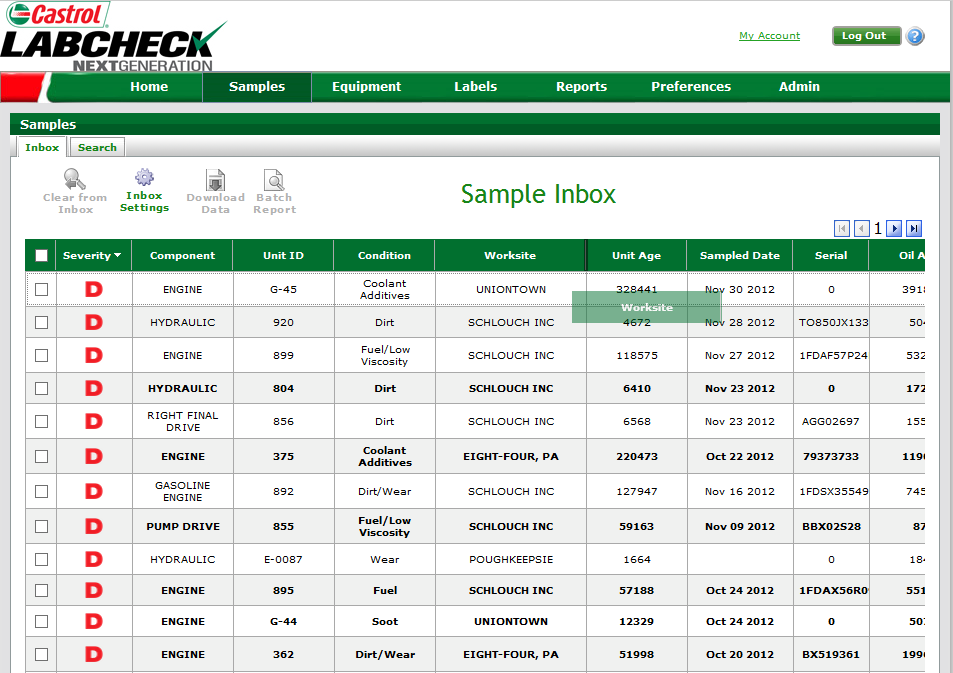 Castrol
LABCHECK
NEXTGENERATION
My Account
Log Out
?
Home Samples Equipment Labels Reports Preferences Admin
Samples
Inbox Search
Clear from Inbox
Inbox Settings
Download Data
Batch Report
Sample Inbox
1
Severity Component Unit ID Condition Worksite Unit Age Sampled Date Serial Oil A
D ENGINE G-45 Coolant Additives UNIONTOWN 328441 Nov 30 2012 0 3918
Worksite
D HYDRAULIC 920 Dirt SCHLOUCH INC 4672 Nov 28 2012 TO850JX133 504
D ENGINE 899 Fuel/Low Viscosity SCHLOUCH INC 118575 Nov 27 2012 1FDAF57P24 532
D HYDRAULIC 804 Dirt SCHLOUCH INC 6410 Nov 23 2012 0 172
D RIGHT FINAL DRIVE 856 Dirt SCHLOUCH INC 6568 Nov 23 2012 AGG02697 155
D ENGINE 375 Coolant Additives EIGHT-FOUR, PA 220473 Oct 22 2012 79373733 1190
D GASOLINE ENGINE 892 Dirt/Wear SCHLOUCH INC 127947 Nov 16 2012 1FDSX35549 745
D PUMP DRIVE 855 Fuel/Low Viscosity SCHLOUCH INC 59163 Nov 09 2012 BBX02S28 87
D HYDRAULIC E-0087 Wear POUGHKEEPSIE 1664 0 184
D ENGINE 895 Fuel SCHLOUCH INC 57188 Oct 24 2012 1FDAX56R0 551
D ENGINE G-44 Soot UNIONTOWN 12329 Oct 24 2012 0 507
D ENGINE 362 Dirt/Wear EIGHT-FOUR, PA 51998 Oct 20 2012 BX519361 1990